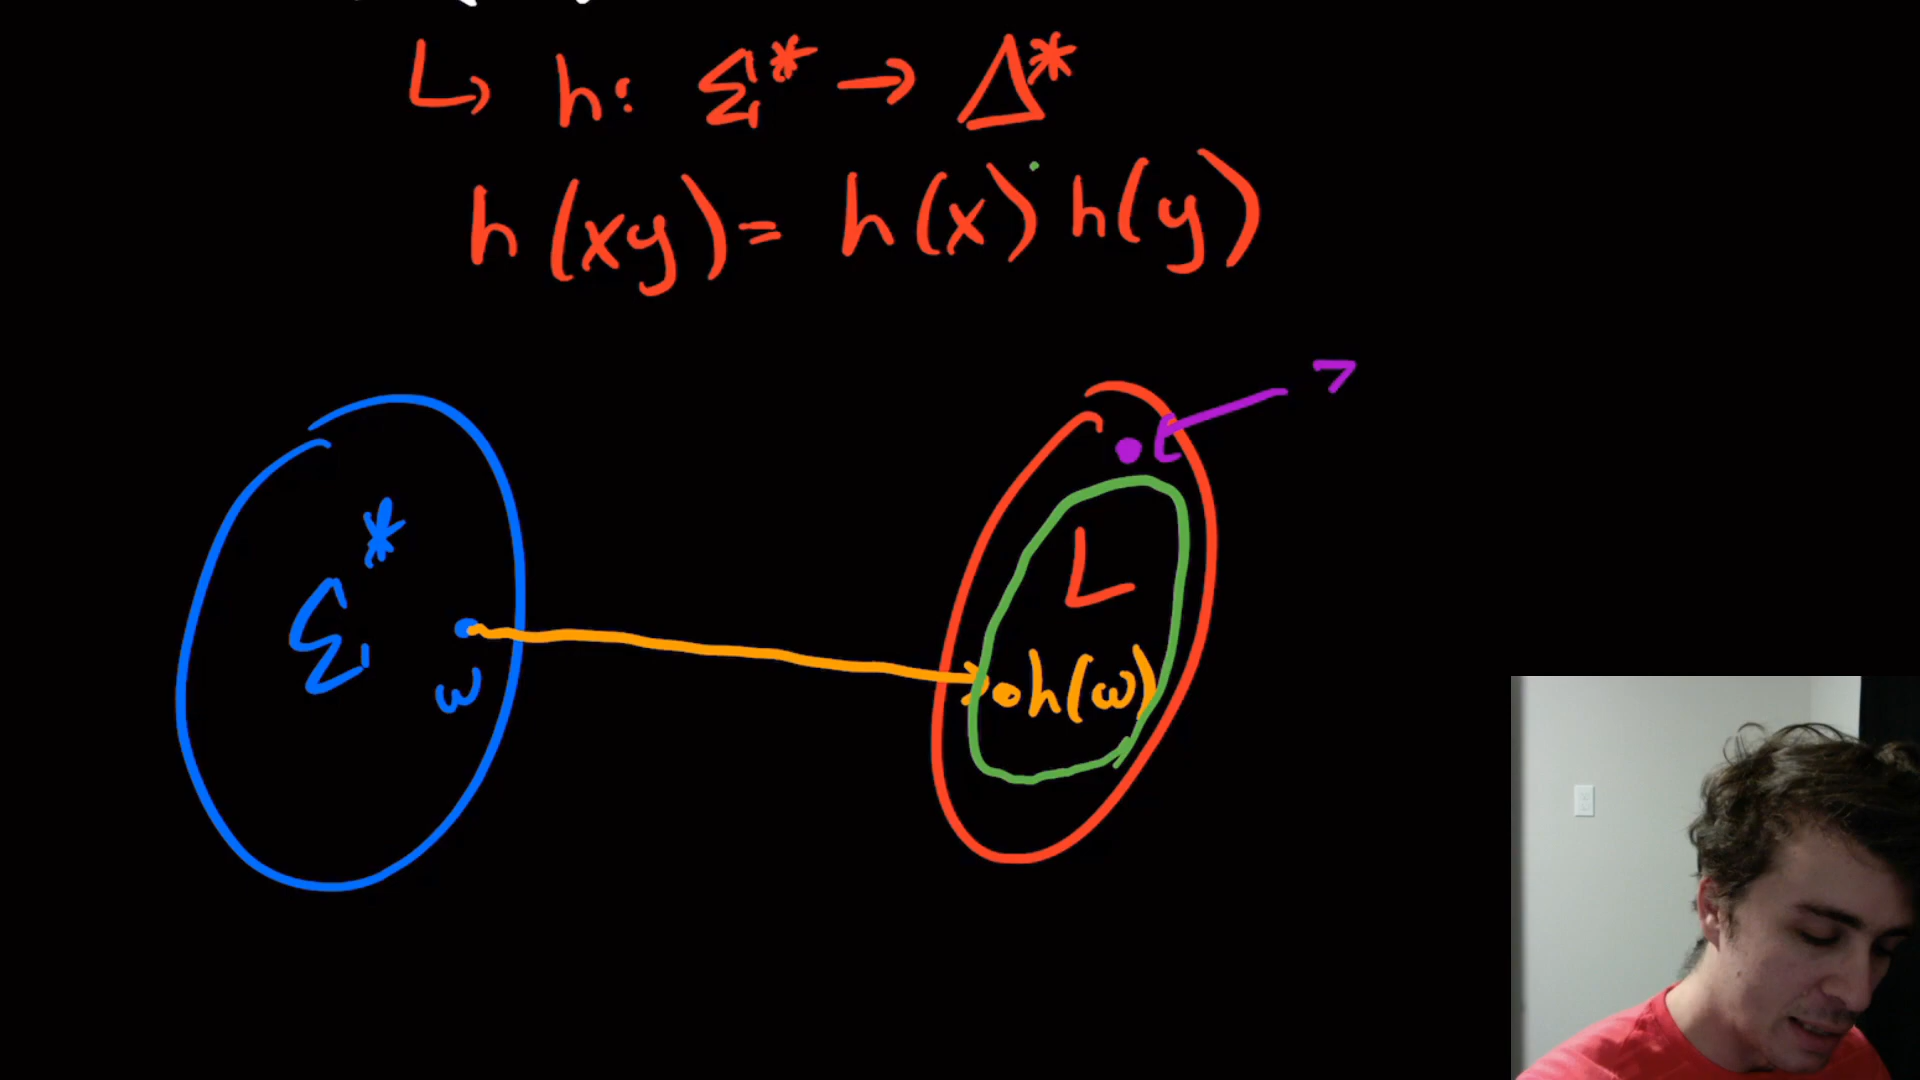 ↳ h: Σ* → Δ*
h(xy) = h(x) h(y)
Σ*
L
ω
h(ω)